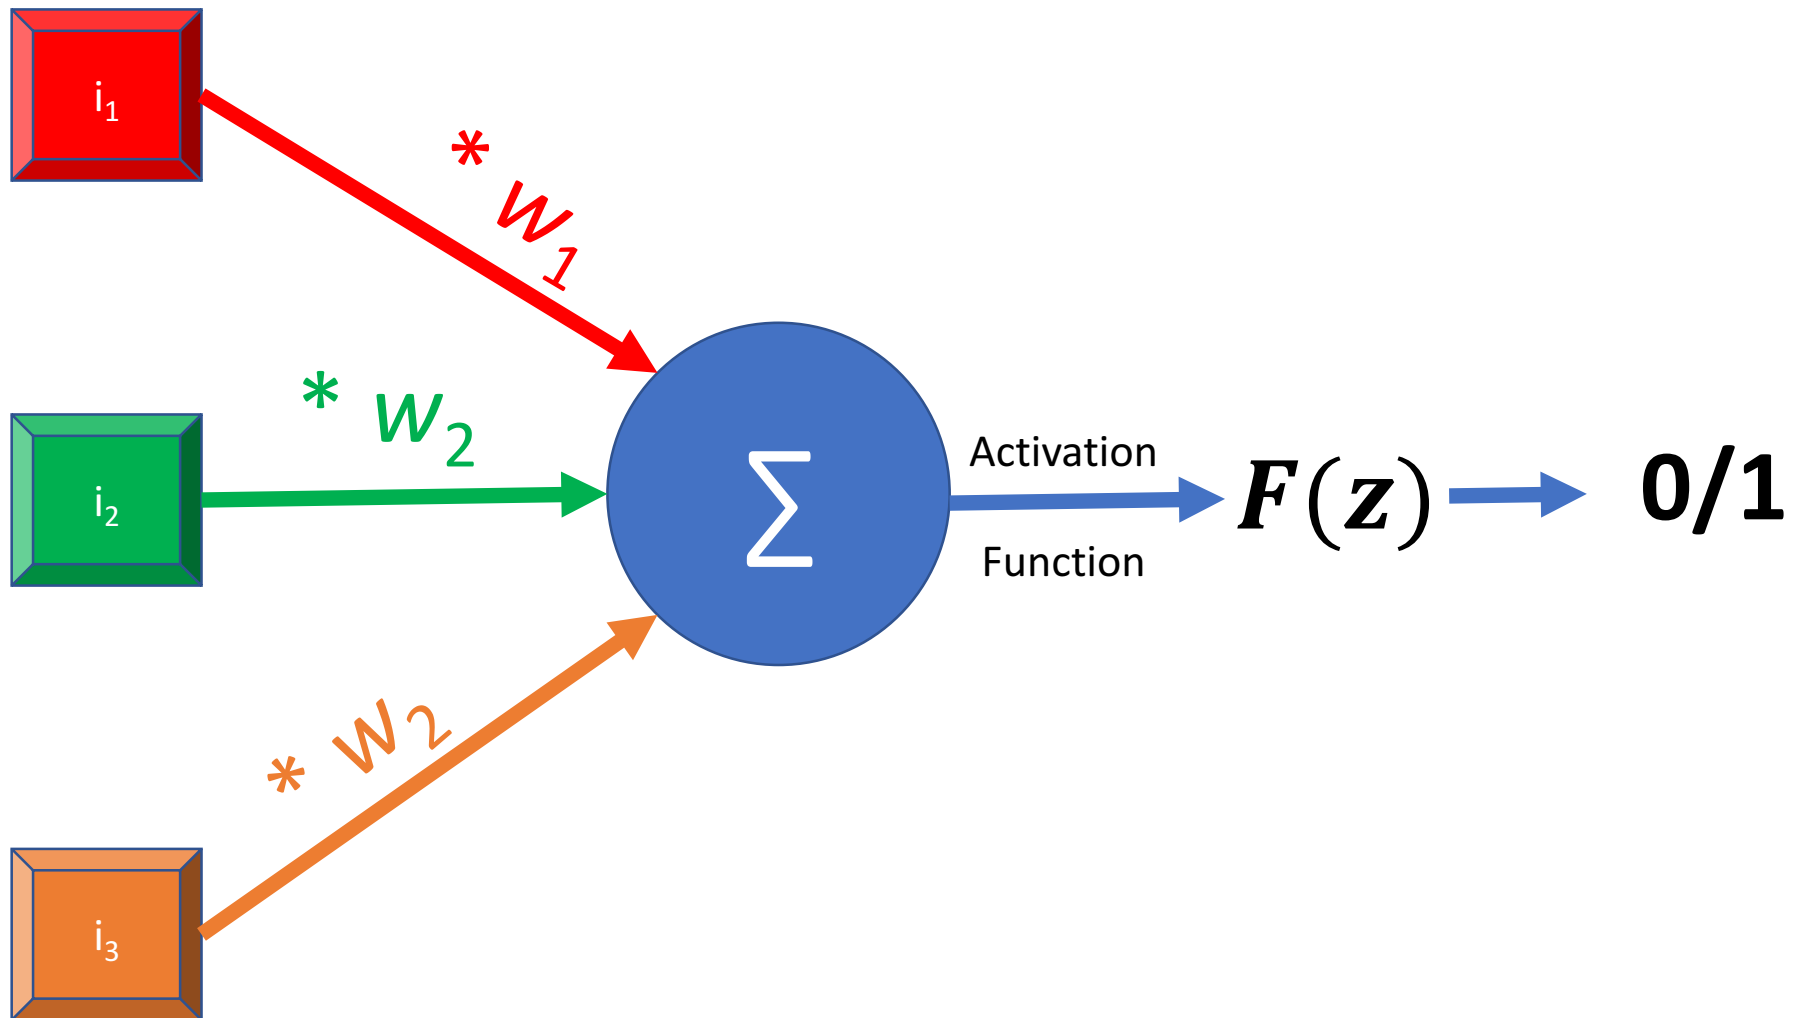 i₁
* w₁
* w₂
i₂
∑
Activation
Function
F(z)
0/1
* w₂
i₃